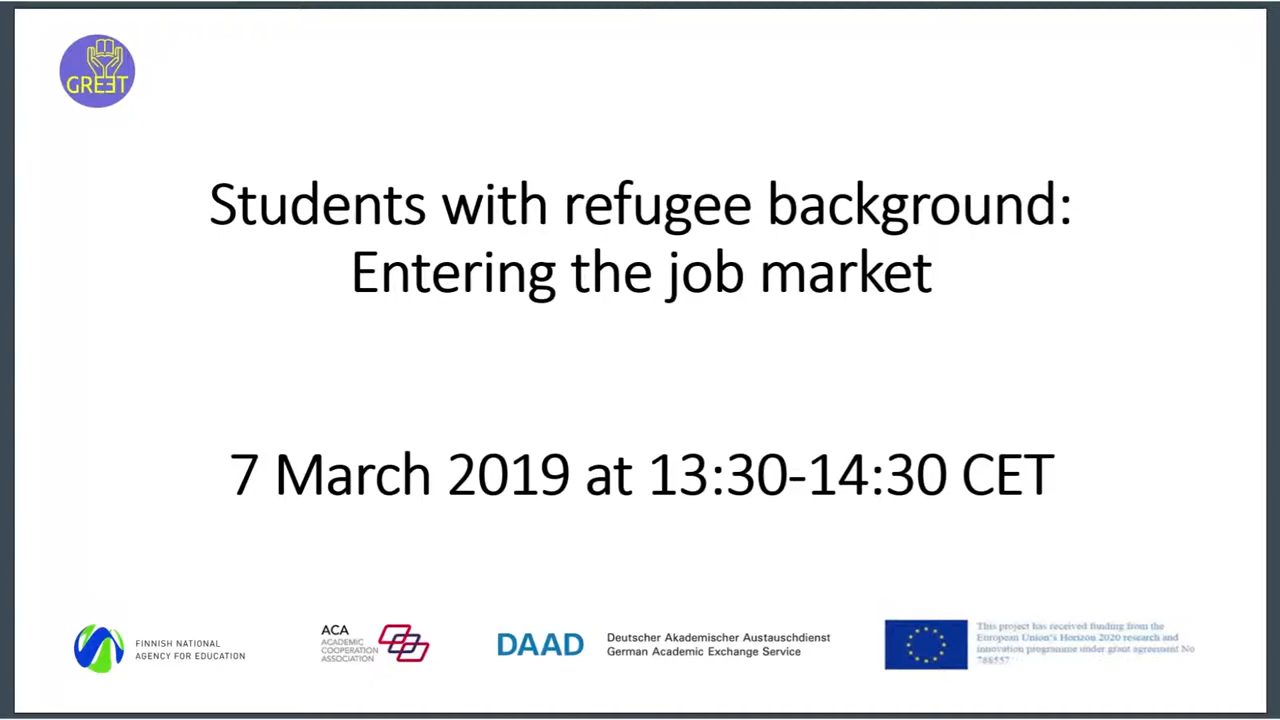 GREET
Students with refugee background:
Entering the job market
7 March 2019 at 13:30-14:30 CET
FINNISH NATIONAL
AGENCY FOR EDUCATION
ACA
ACADEMIC
COOPERATION
ASSOCIATION
DAAD
Deutscher Akademischer Austauschdienst
German Academic Exchange Service
This project has received funding from the
European Union's Horizon 2020 research and
innovation programme under grant agreement No
786557